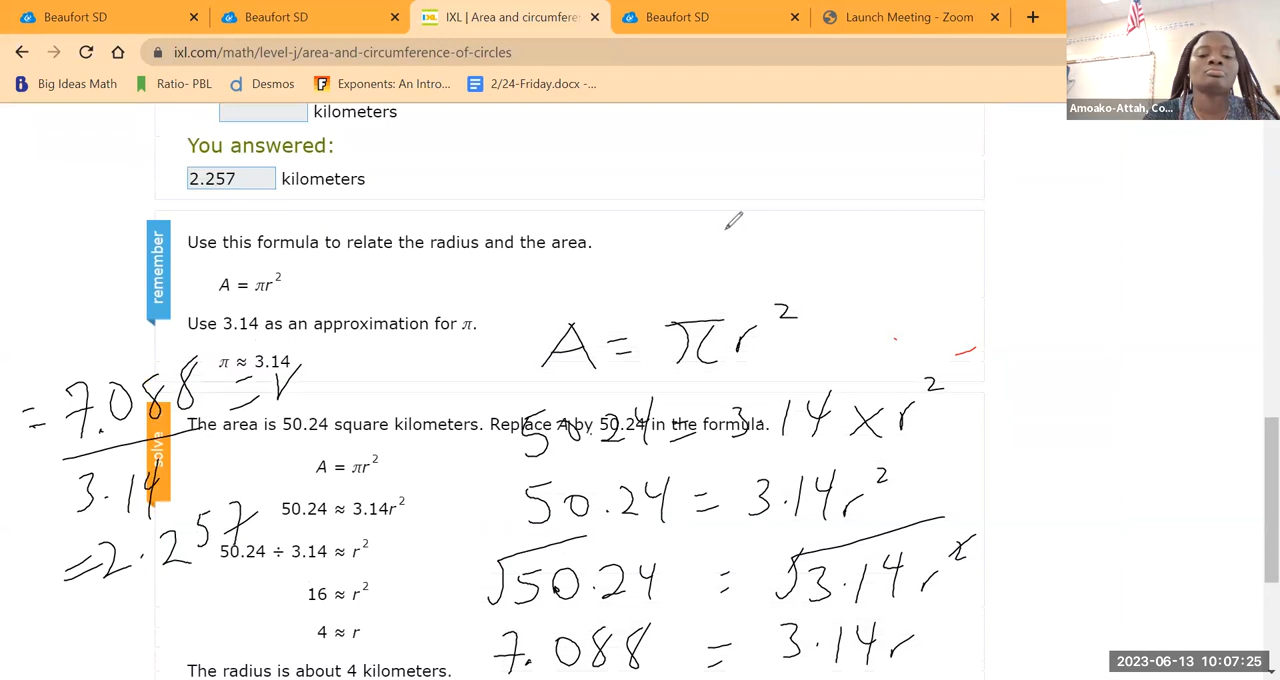 Beaufort SD
Beaufort SD
IXL | Area and circumfere
Beaufort SD
Launch Meeting - Zoom
ixl.com/math/level-j/area-and-circumference-of-circles
Big Ideas Math
Ratio- PBL
Desmos
Exponents: An Intro...
2/24-Friday.docx -...
Amoako-Attah, Co...
kilometers
You answered:
2.257 kilometers
remember
Use this formula to relate the radius and the area.
A = πr²
Use 3.14 as an approximation for π.
π ≈ 3.14
A = πr²
= 7.088 = r
3.14
= 2.257
solve
The area is 50.24 square kilometers. Replace A by 50.24 in the formula.
A = πr²
50.24 ≈ 3.14r²
50.24 ÷ 3.14 ≈ r²
16 ≈ r²
4 ≈ r
The radius is about 4 kilometers.
50.24 = 3.14 × r²
50.24 = 3.14r²
√50.24 = √3.14r²
7.088 = 3.14r
2023-06-13 10:07:25